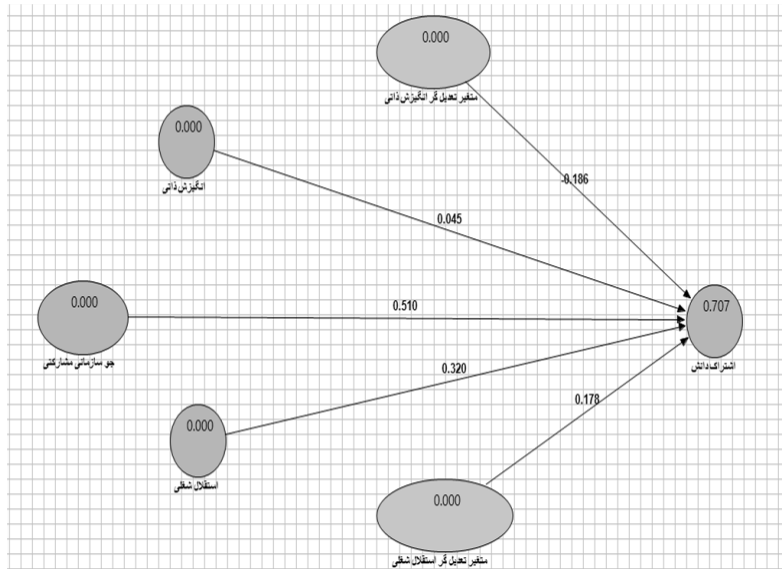 0.000
متغیر تعدیل گر انگیزش ذاتی
0.000
انگیزش ذاتی
-0.186
0.045
0.000
جو سازمانی مشارکتی
0.510
0.707
اشتراک دانش
0.320
0.000
استقلال شغلی
0.178
0.000
متغیر تعدیل گر استقلال شغلی